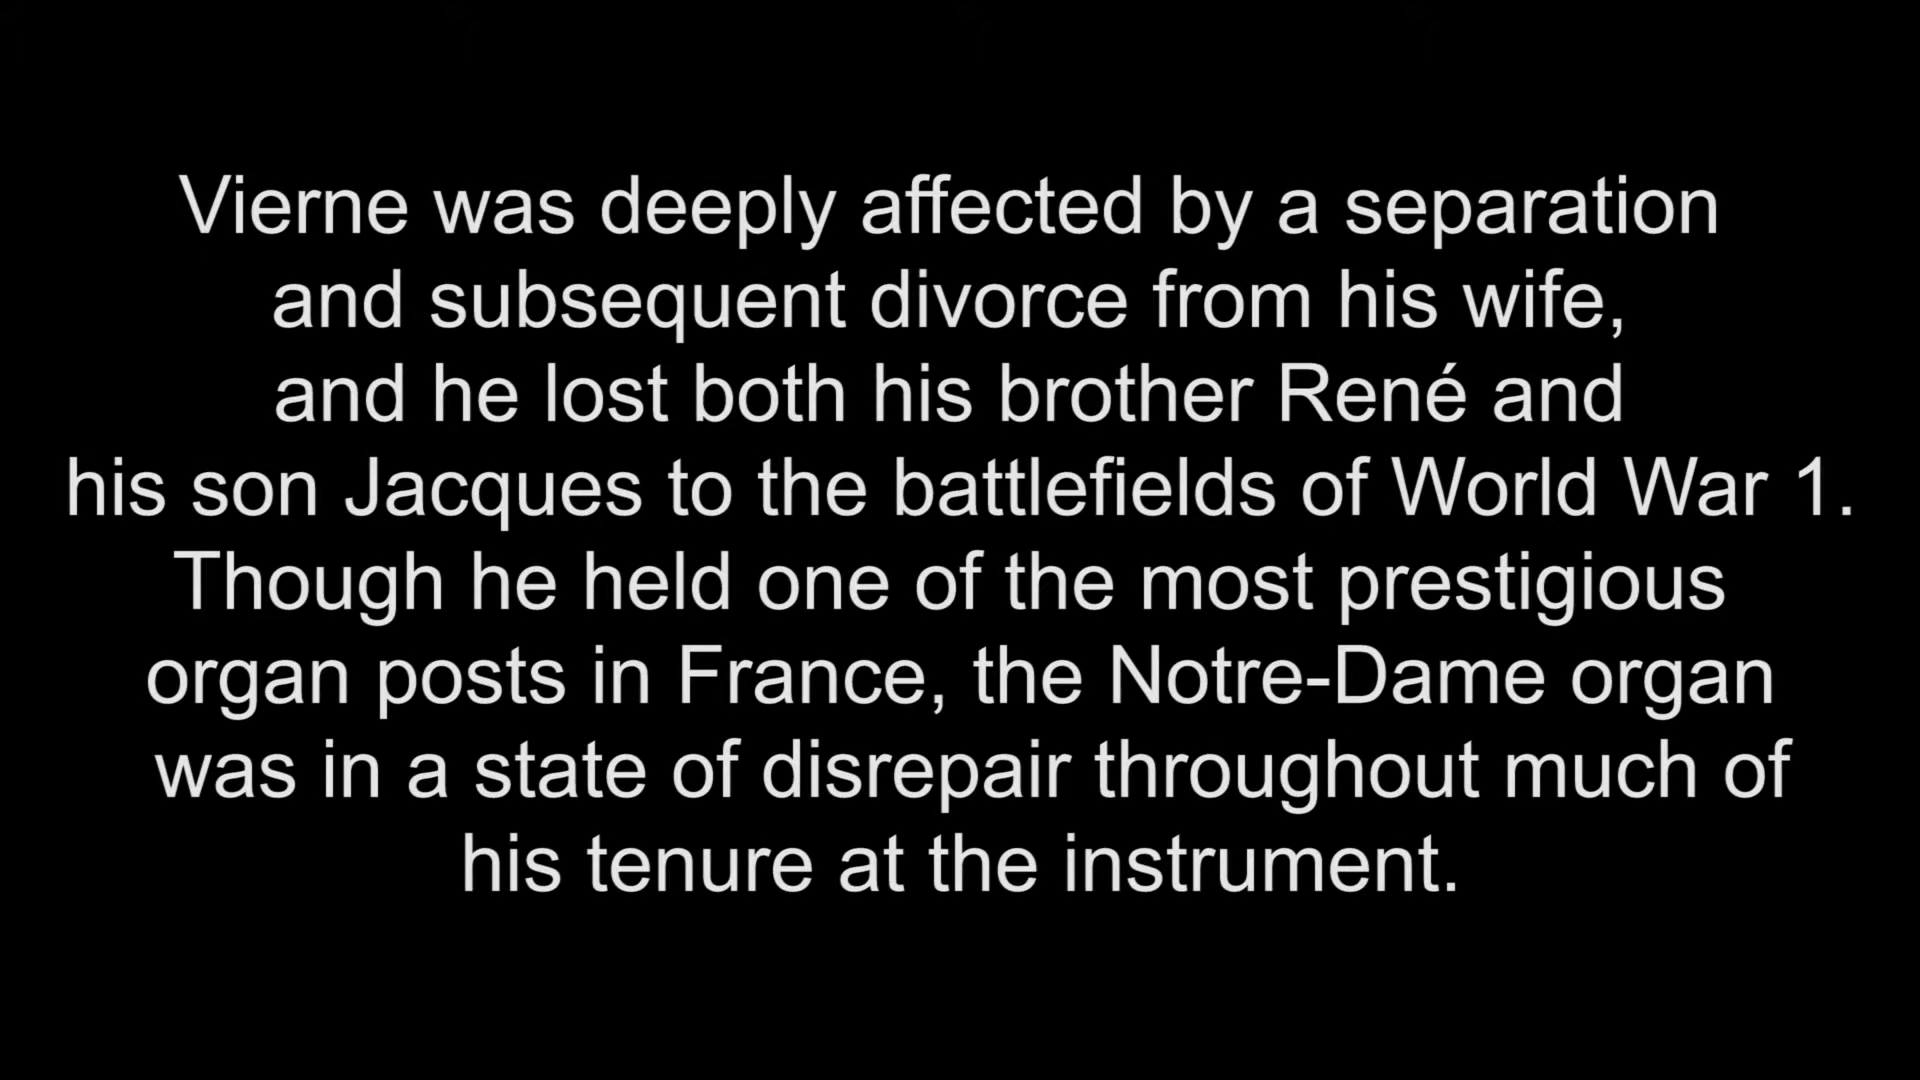 Vierne was deeply affected by a separation
and subsequent divorce from his wife,
and he lost both his brother René and
his son Jacques to the battlefields of World War 1.
Though he held one of the most prestigious
organ posts in France, the Notre-Dame organ
was in a state of disrepair throughout much of
his tenure at the instrument.